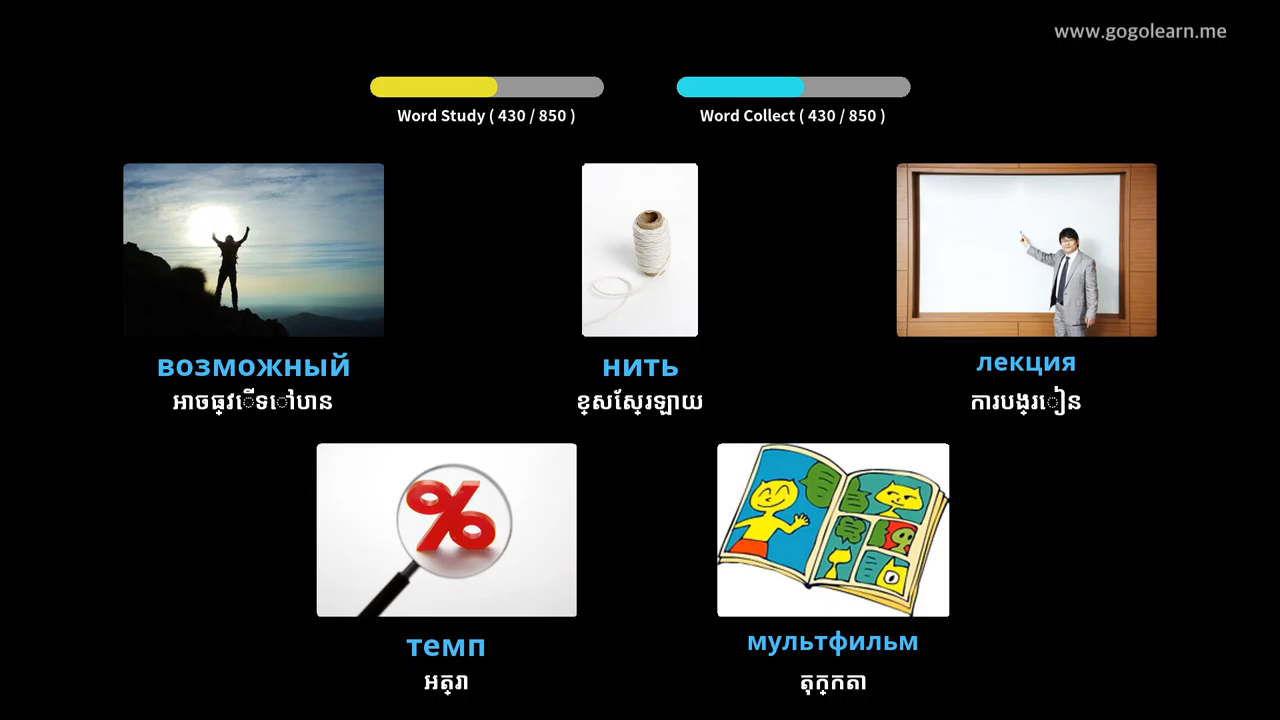 www.gogolearn.me
Word Study ( 430 / 850 )
Word Collect ( 430 / 850 )
возможный
អាចធ្វើទៅបាន
нить
ខ្សែស្រឡាយ
лекция
ការបង្រៀន
темп
អត្រា
мультфильм
តុក្កតា